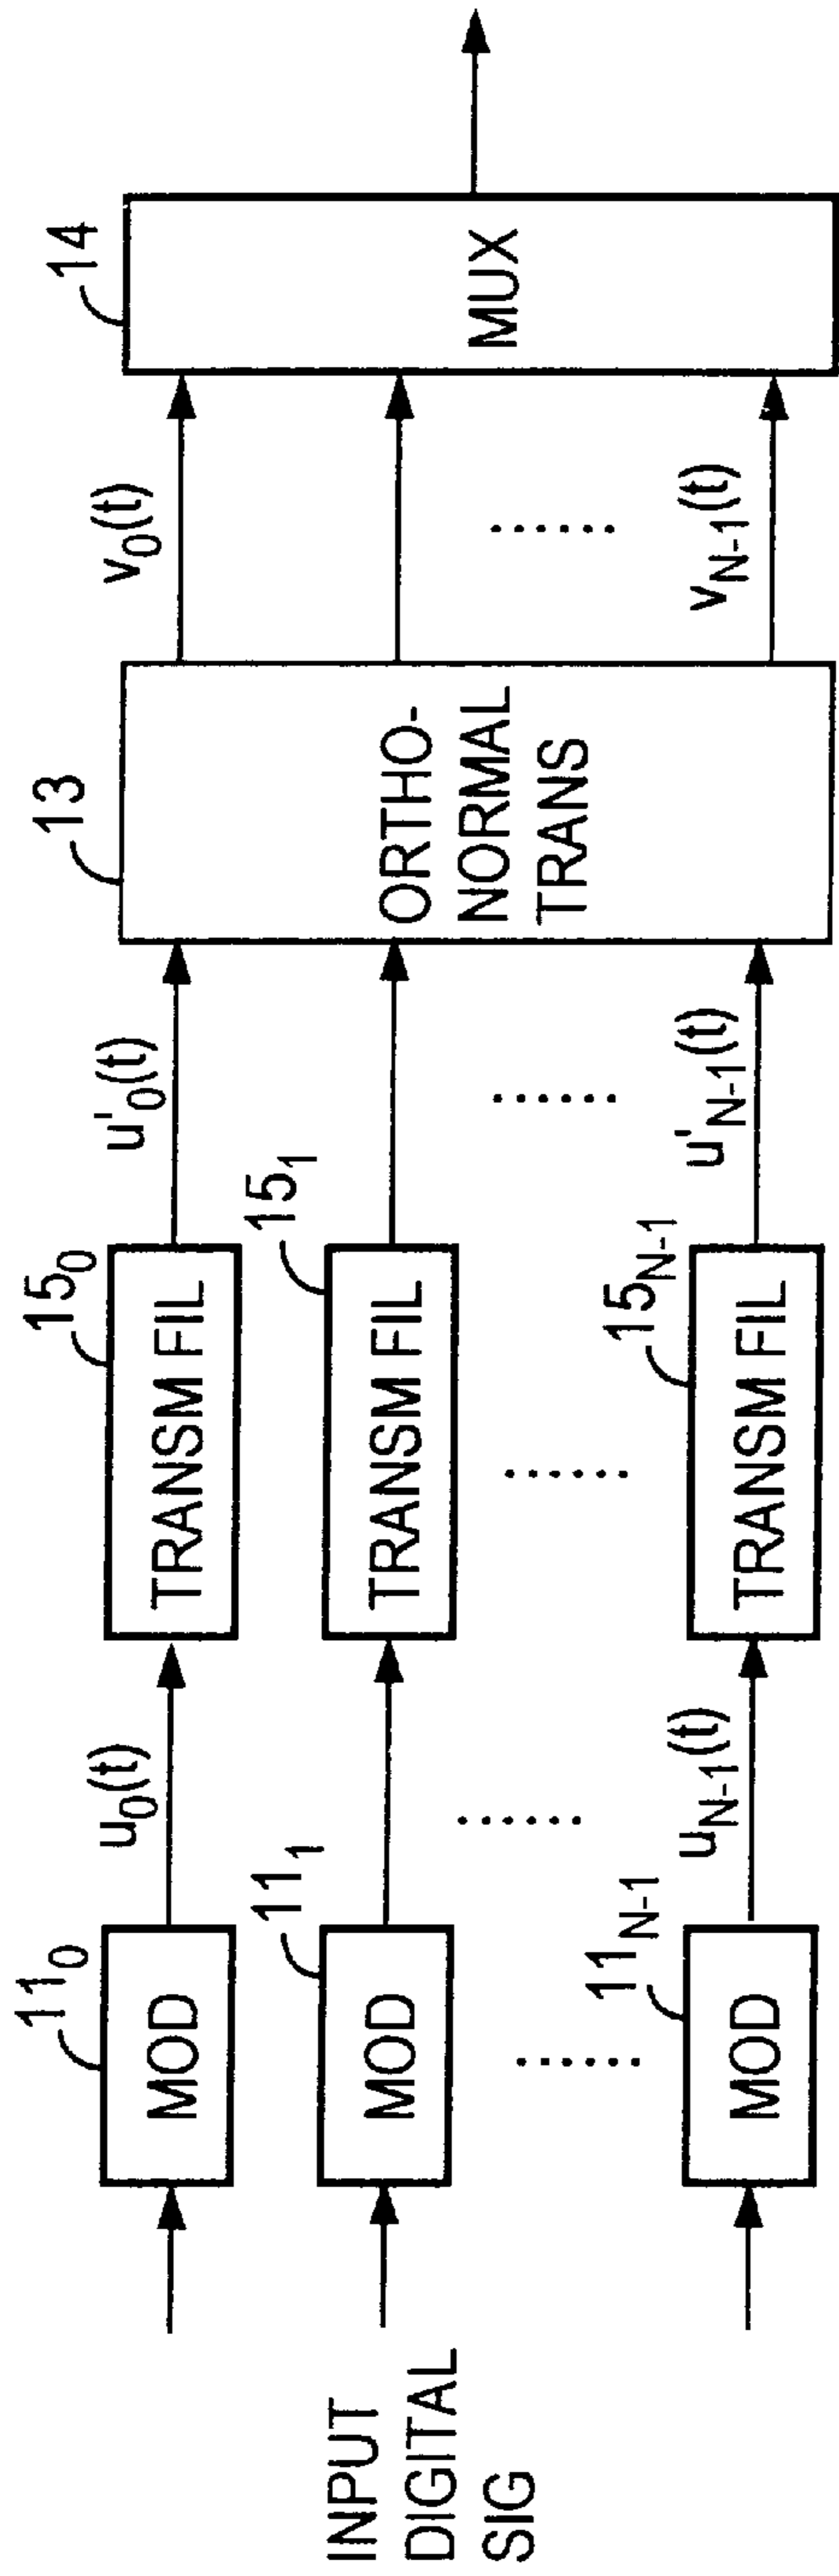 INPUT
DIGITAL
SIG
11₀
MOD
u₀(t)
15₀
TRANSM FIL
u'₀(t)
11₁
MOD
15₁
TRANSM FIL
11N-1
MOD
uN-1(t)
15N-1
TRANSM FIL
u'N-1(t)
13
ORTHO-
NORMAL
TRANS
v₀(t)
vN-1(t)
14
MUX